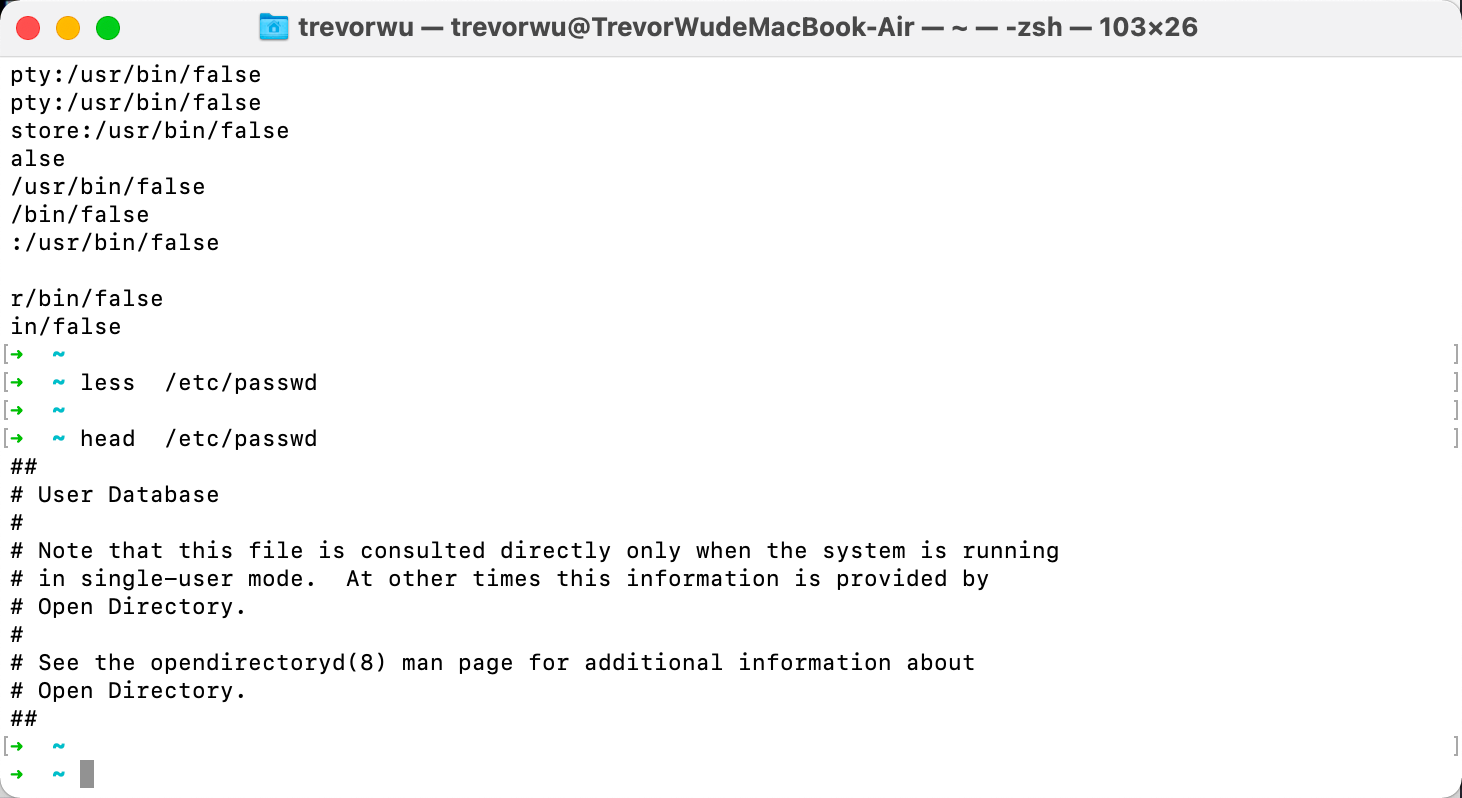 trevorwu — trevorwu@TrevorWudeMacBook-Air — ~ — -zsh — 103×26
pty:/usr/bin/false
pty:/usr/bin/false
store:/usr/bin/false
alse
/usr/bin/false
/bin/false
:/usr/bin/false

r/bin/false
in/false
[➜  ~ ]
[➜  ~ less  /etc/passwd ]
[➜  ~ ]
[➜  ~ head  /etc/passwd ]
##
# User Database
#
# Note that this file is consulted directly only when the system is running
# in single-user mode.  At other times this information is provided by
# Open Directory.
#
# See the opendirectoryd(8) man page for additional information about
# Open Directory.
##
[➜  ~ ]
➜  ~